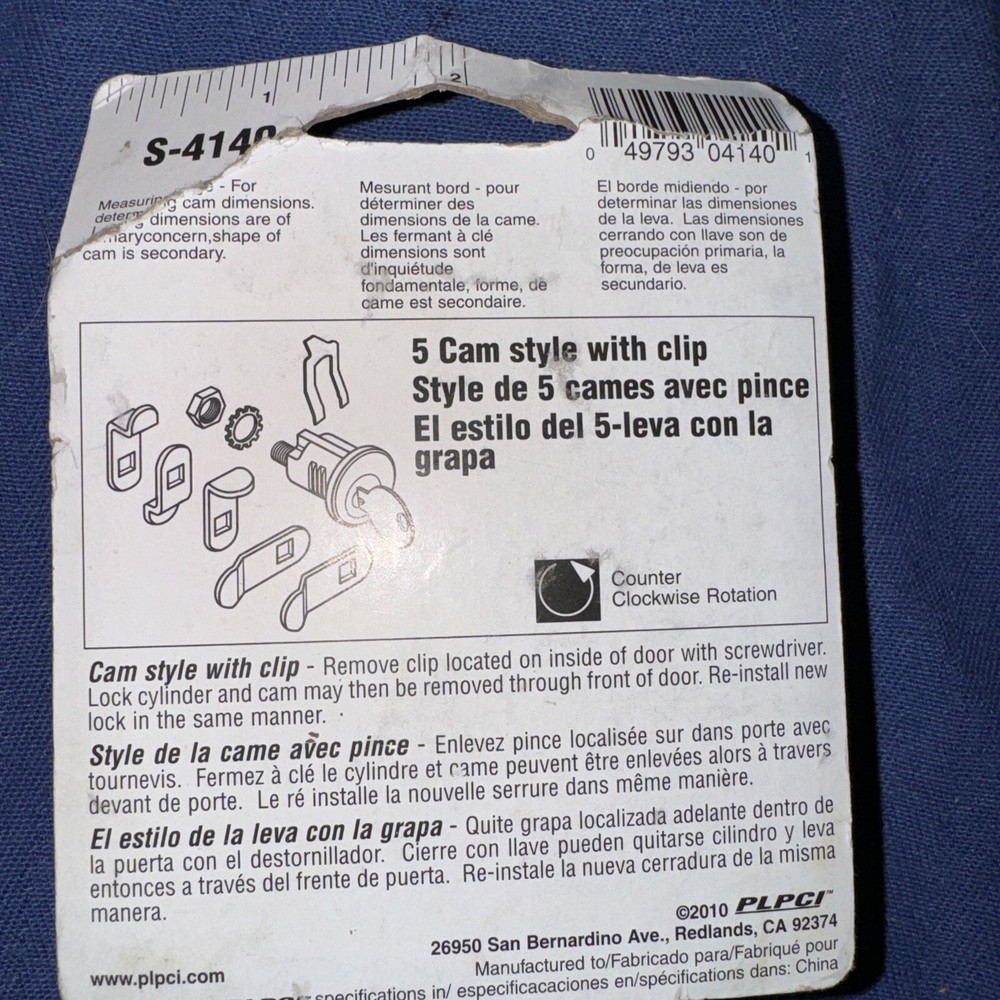 1
2
S-414
0 49793 04140 1
- For
Measuring cam dimensions.
dimensions are of
concern,shape of
cam is secondary.
Mesurant bord - pour
déterminer des
dimensions de la came.
Les fermant à clé
dimensions sont
d'inquiétude
fondamentale, forme, de
came est secondaire.
El borde midiendo - por
determinar las dimensiones
de la leva. Las dimensiones
cerrando con llave son de
preocupación primaria, la
forma, de leva es
secundario.
5 Cam style with clip
Style de 5 cames avec pince
El estilo del 5-leva con la
grapa
Counter
Clockwise Rotation
Cam style with clip - Remove clip located on inside of door with screwdriver.
Lock cylinder and cam may then be removed through front of door. Re-install new
lock in the same manner.
Style de la came avec pince - Enlevez pince localisée sur dans porte avec
tournevis. Fermez à clé le cylindre et came peuvent être enlevées alors à travers
devant de porte. Le ré installe la nouvelle serrure dans même manière.
El estilo de la leva con la grapa - Quite grapa localizada adelante dentro de
la puerta con el destornillador. Cierre con llave pueden quitarse cilindro y leva
entonces a través del frente de puerta. Re-instale la nueva cerradura de la misma
manera.
©2010 PLPCI™
26950 San Bernardino Ave., Redlands, CA 92374
www.plpci.com
Manufactured to/Fabricado para/Fabriqué pour
specifications in/ especificacaciones en/spécifications dans: China